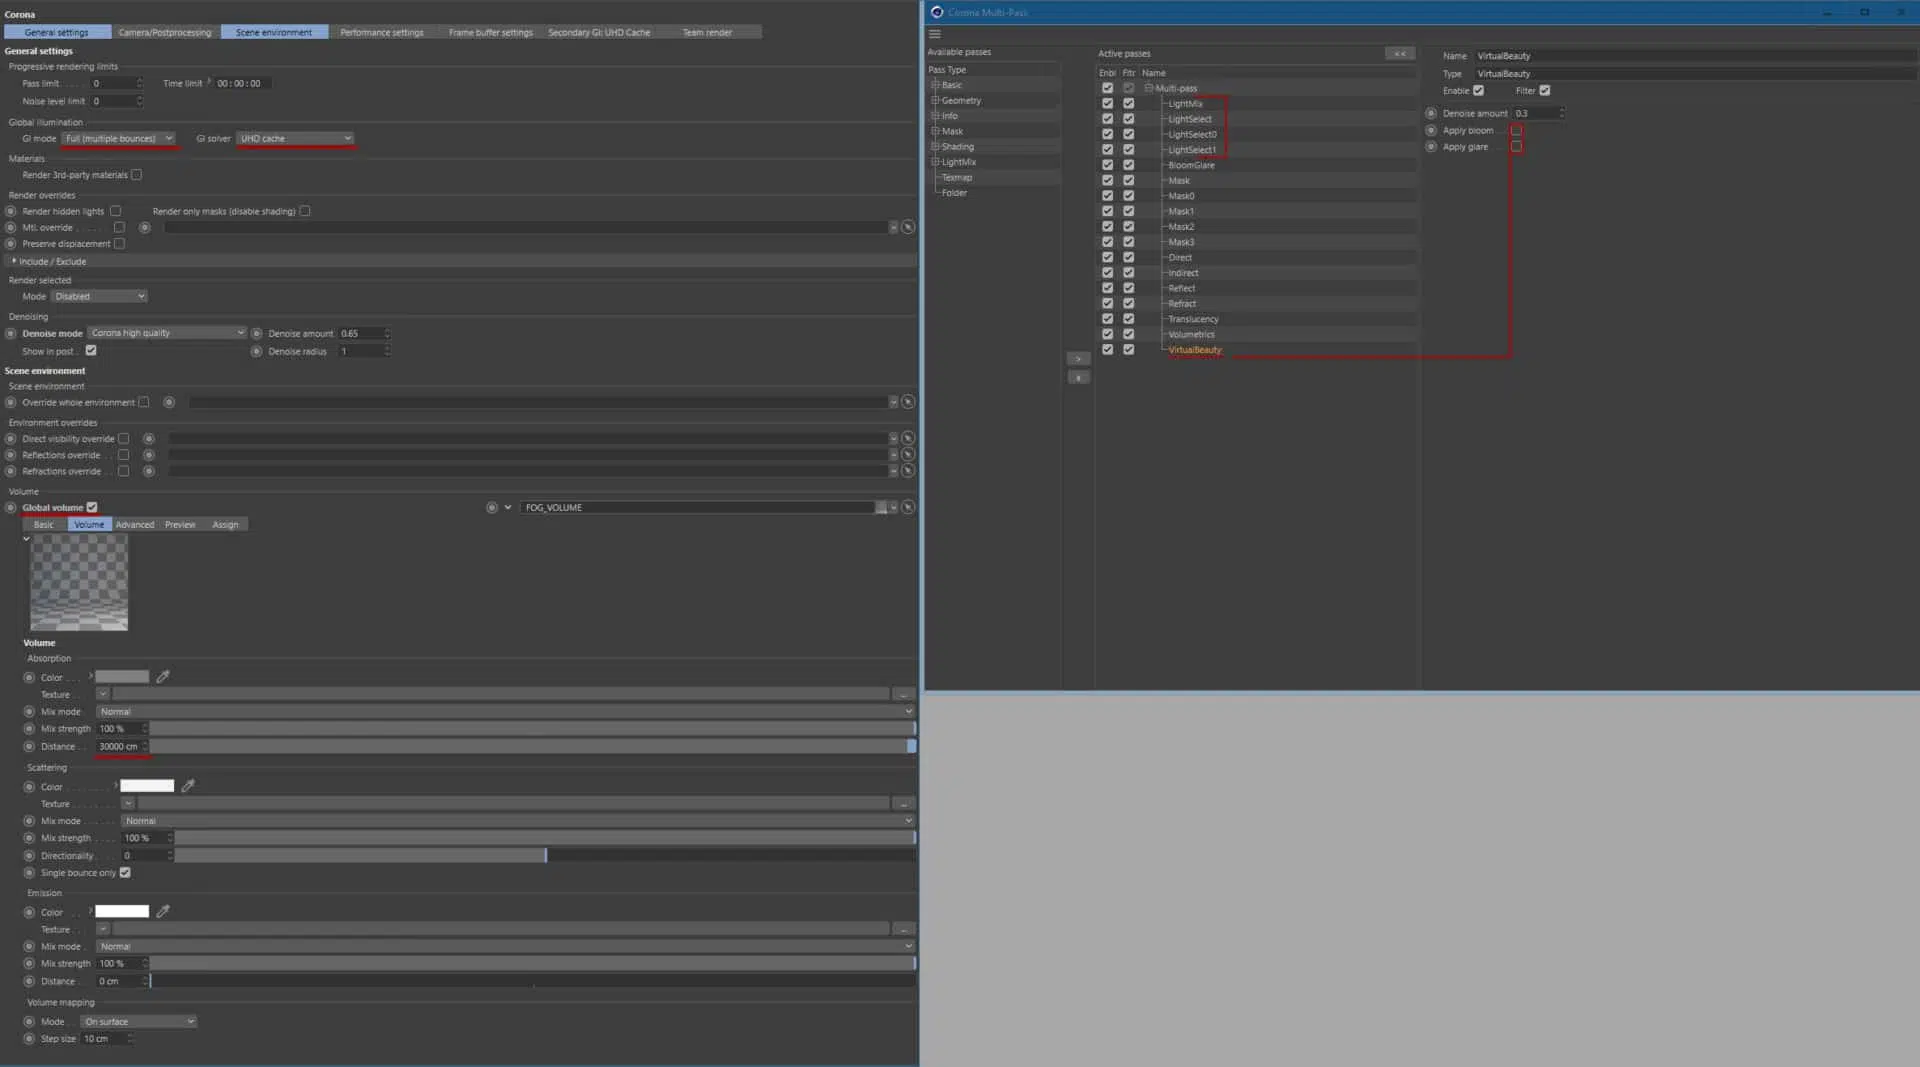 Corona
General settings
Camera/Postprocessing
Scene environment
Performance settings
Frame buffer settings
Secondary GI: UHD Cache
Team render
General settings
Progressive rendering limits
Pass limit 0 Time limit 00 : 00 : 00
Noise level limit 0
Global illumination
GI mode Full (multiple bounces) GI solver UHD cache
Materials
Render 3rd-party materials
Render overrides
Render hidden lights Render only masks (disable shading)
Mtl. override
Preserve displacement
Include / Exclude
Render selected
Mode Disabled
Denoising
Denoise mode Corona high quality Denoise amount 0.65
Show in post Denoise radius 1
Scene environment
Scene environment
Override whole environment
Environment overrides
Direct visibility override
Reflections override
Refractions override
Volume
Global volume FOG_VOLUME
Basic Volume Advanced Preview Assign
Volume
Absorption
Color
Texture ...
Mix mode Normal
Mix strength 100 %
Distance 30000 cm
Scattering
Color
Texture ...
Mix mode Normal
Mix strength 100 %
Directionality 0
Single bounce only
Emission
Color
Texture ...
Mix mode Normal
Mix strength 100 %
Distance 0 cm
Volume mapping
Mode On surface
Step size 10 cm
Corona Multi-Pass
Available passes
Pass Type
Basic
Geometry
Info
Mask
Shading
LightMix
Texmap
Folder
>
Active passes <<
Enbl Fltr Name
Multi-pass
LightMix
LightSelect
LightSelect0
LightSelect1
BloomGlare
Mask
Mask0
Mask1
Mask2
Mask3
Direct
Indirect
Reflect
Refract
Translucency
Volumetrics
VirtualBeauty
Name VirtualBeauty
Type VirtualBeauty
Enable Filter
Denoise amount 0.3
Apply bloom
Apply glare